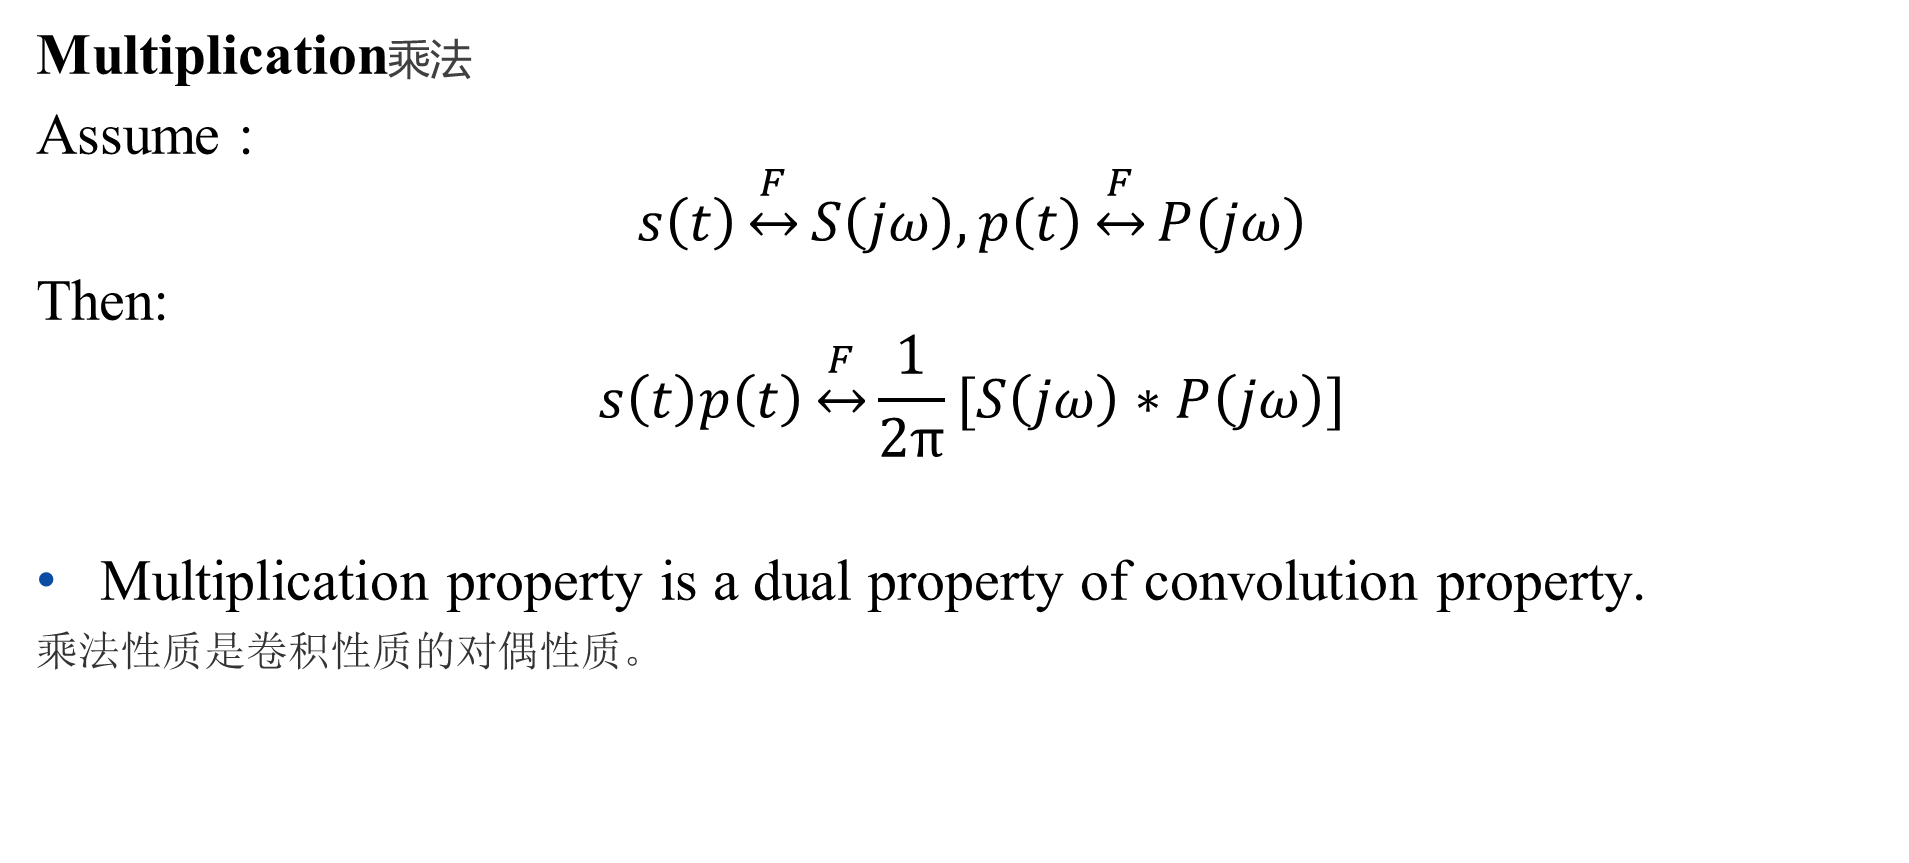 Multiplication乘法
Assume :
s(t) F↔ S(jω), p(t) F↔ P(jω)
Then:
s(t)p(t) F↔ 1/2π [S(jω) ∗ P(jω)]
• Multiplication property is a dual property of convolution property.
乘法性质是卷积性质的对偶性质。